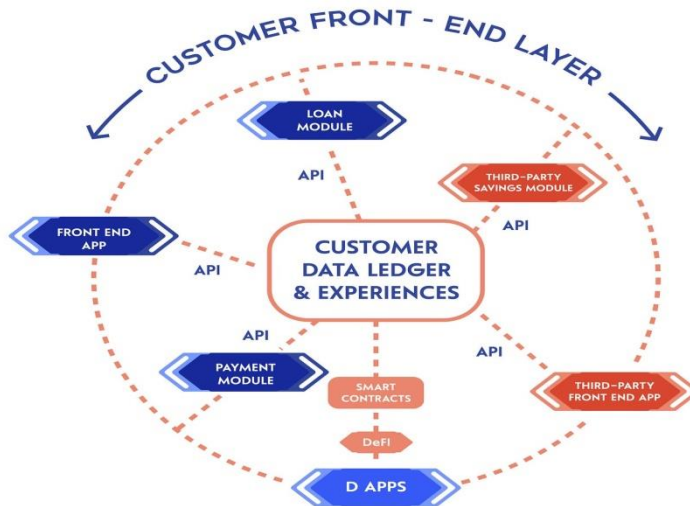 CUSTOMER FRONT - END LAYER
LOAN
MODULE
API
THIRD-PARTY
SAVINGS MODULE
API
FRONT END
APP
API
CUSTOMER
DATA LEDGER
& EXPERIENCES
API
PAYMENT
MODULE
API
THIRD-PARTY
FRONT END APP
SMART
CONTRACTS
DeFI
D APPS